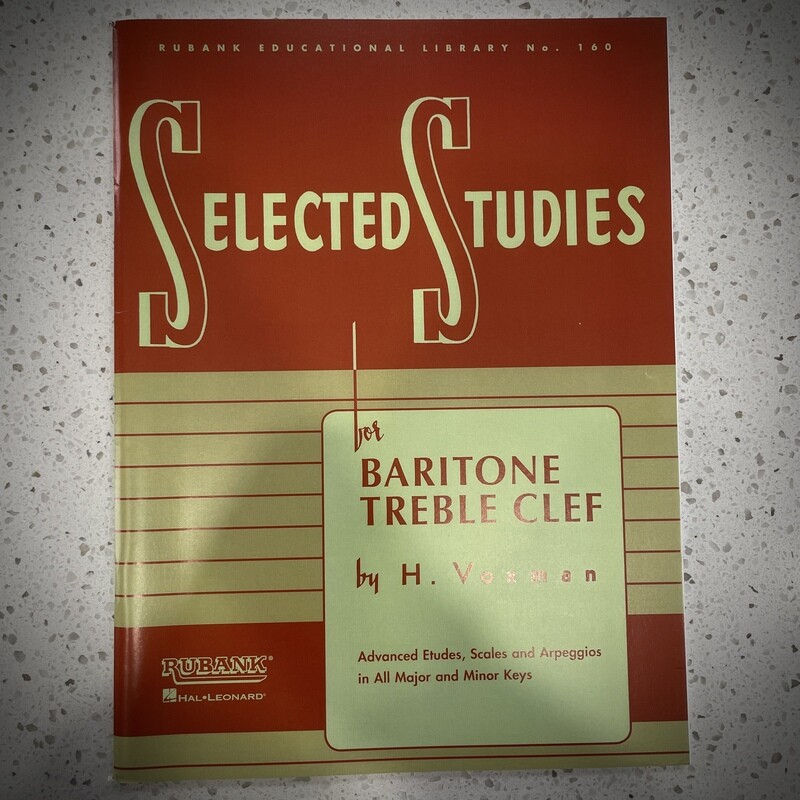 RUBANK EDUCATIONAL LIBRARY No. 160
SELECTED STUDIES
for
BARITONE
TREBLE CLEF
by H. Voxman
Advanced Etudes, Scales and Arpeggios
in All Major and Minor Keys
RUBANK®
HAL•LEONARD®